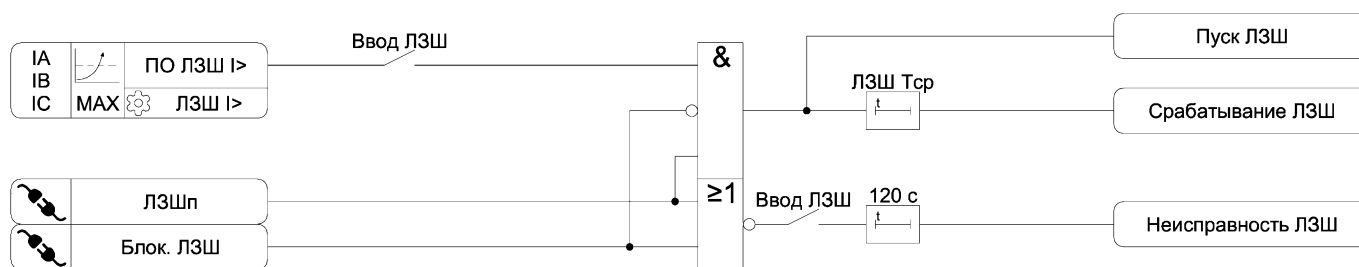 IA
IB
IC
MAX
ПО ЛЗШ I>
ЛЗШ I>
Ввод ЛЗШ
&
Пуск ЛЗШ
ЛЗШ Тср
t
Срабатывание ЛЗШ
ЛЗШп
Блок. ЛЗШ
≥1
Ввод ЛЗШ
120 с
t
Неисправность ЛЗШ